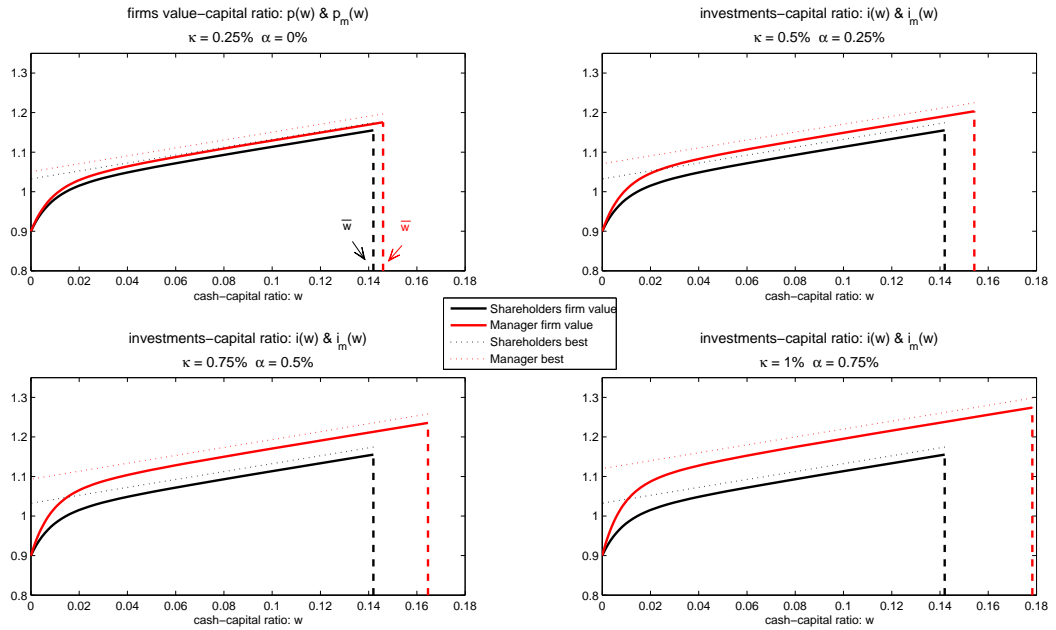 firms value−capital ratio: p(w) & p_m(w)
κ = 0.25%  α = 0%
1.3
1.2
1.1
1
0.9
0.8
0 0.02 0.04 0.06 0.08 0.1 0.12 0.14 0.16 0.18
cash−capital ratio: w
w̅
w̅
investments−capital ratio: i(w) & i_m(w)
κ = 0.5%  α = 0.25%
1.3
1.2
1.1
1
0.9
0.8
0 0.02 0.04 0.06 0.08 0.1 0.12 0.14 0.16 0.18
cash−capital ratio: w
Shareholders firm value
Manager firm value
Shareholders best
Manager best
investments−capital ratio: i(w) & i_m(w)
κ = 0.75%  α = 0.5%
1.3
1.2
1.1
1
0.9
0.8
0 0.02 0.04 0.06 0.08 0.1 0.12 0.14 0.16 0.18
cash−capital ratio: w
investments−capital ratio: i(w) & i_m(w)
κ = 1%  α = 0.75%
1.3
1.2
1.1
1
0.9
0.8
0 0.02 0.04 0.06 0.08 0.1 0.12 0.14 0.16 0.18
cash−capital ratio: w